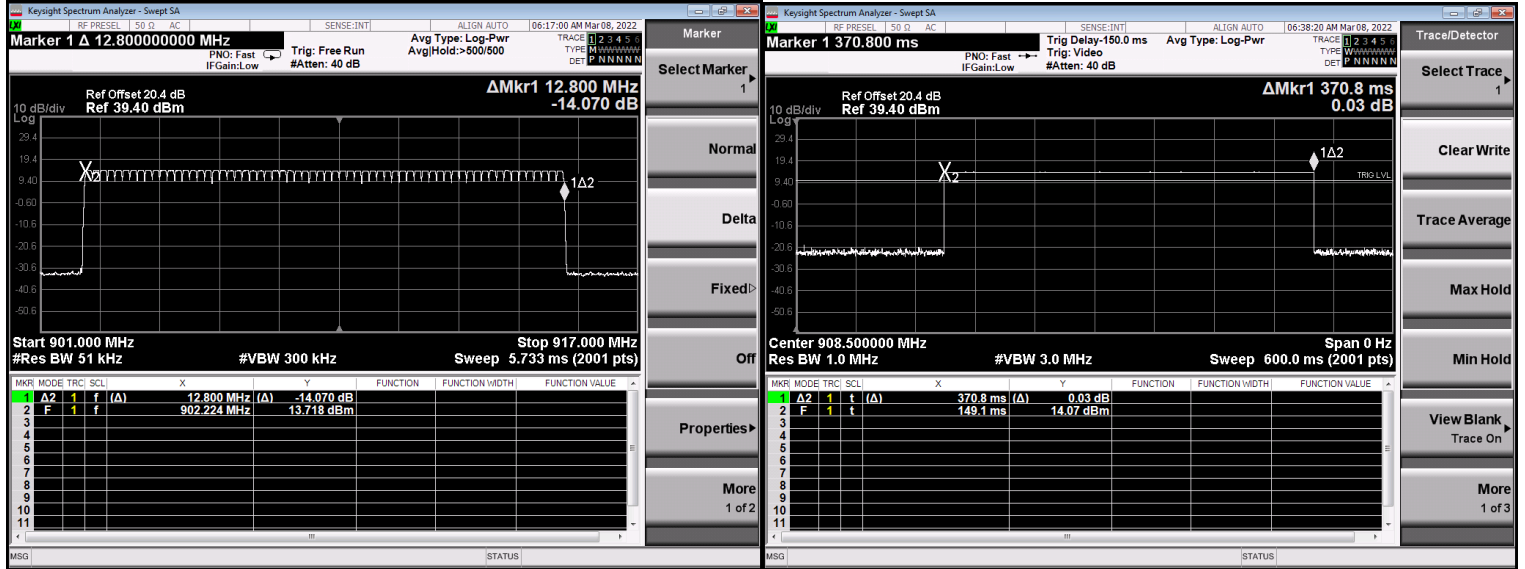 Keysight Spectrum Analyzer - Swept SA
LXI RF PRESEL 50 Ω AC SENSE:INT ALIGN AUTO 06:17:00 AM Mar 08, 2022
Marker 1 Δ 12.800000000 MHz
PNO: Fast
IFGain:Low
Trig: Free Run
#Atten: 40 dB
Avg Type: Log-Pwr
Avg|Hold:>500/500
TRACE 1 2 3 4 5 6
TYPE M
DET P N N N N N
ΔMkr1 12.800 MHz
-14.070 dB
Ref Offset 20.4 dB
10 dB/div Ref 39.40 dBm
Log
29.4
19.4
9.40
-0.60
-10.6
-20.6
-30.6
-40.6
-50.6
X2
1Δ2
Start 901.000 MHz Stop 917.000 MHz
#Res BW 51 kHz #VBW 300 kHz Sweep 5.733 ms (2001 pts)
MKR MODE TRC SCL X Y FUNCTION FUNCTION WIDTH FUNCTION VALUE
1 Δ2 1 f (Δ) 12.800 MHz (Δ) -14.070 dB
2 F 1 f 902.224 MHz 13.718 dBm
3
4
5
6
7
8
9
10
11
MSG STATUS
Marker
Select Marker
1
Normal
Delta
Fixed
Off
Properties
More
1 of 2
Keysight Spectrum Analyzer - Swept SA
LXI RF PRESEL 50 Ω AC SENSE:INT ALIGN AUTO 06:38:20 AM Mar 08, 2022
Marker 1 370.800 ms
PNO: Fast
IFGain:Low
Trig Delay-150.0 ms
Trig: Video
#Atten: 40 dB
Avg Type: Log-Pwr
TRACE 1 2 3 4 5 6
TYPE W
DET P N N N N N
ΔMkr1 370.8 ms
0.03 dB
Ref Offset 20.4 dB
10 dB/div Ref 39.40 dBm
Log
29.4
19.4
9.40
-0.60
-10.6
-20.6
-30.6
-40.6
-50.6
X2
1Δ2
TRIG LVL
Center 908.500000 MHz Span 0 Hz
Res BW 1.0 MHz #VBW 3.0 MHz Sweep 600.0 ms (2001 pts)
MKR MODE TRC SCL X Y FUNCTION FUNCTION WIDTH FUNCTION VALUE
1 Δ2 1 t (Δ) 370.8 ms (Δ) 0.03 dB
2 F 1 t 149.1 ms 14.07 dBm
3
4
5
6
7
8
9
10
11
MSG STATUS
Trace/Detector
Select Trace
1
Clear Write
Trace Average
Max Hold
Min Hold
View Blank
Trace On
More
1 of 3